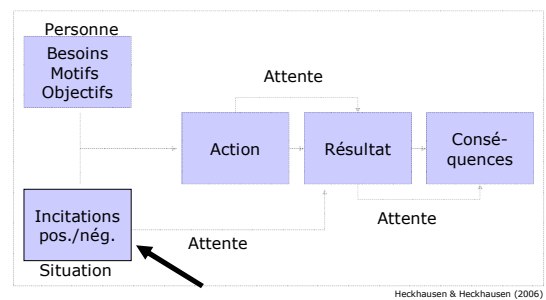 Personne
Besoins
Motifs
Objectifs
Attente
Action
Résultat
Consé-
quences
Incitations
pos./nég.
Attente
Attente
Situation
Heckhausen & Heckhausen (2006)